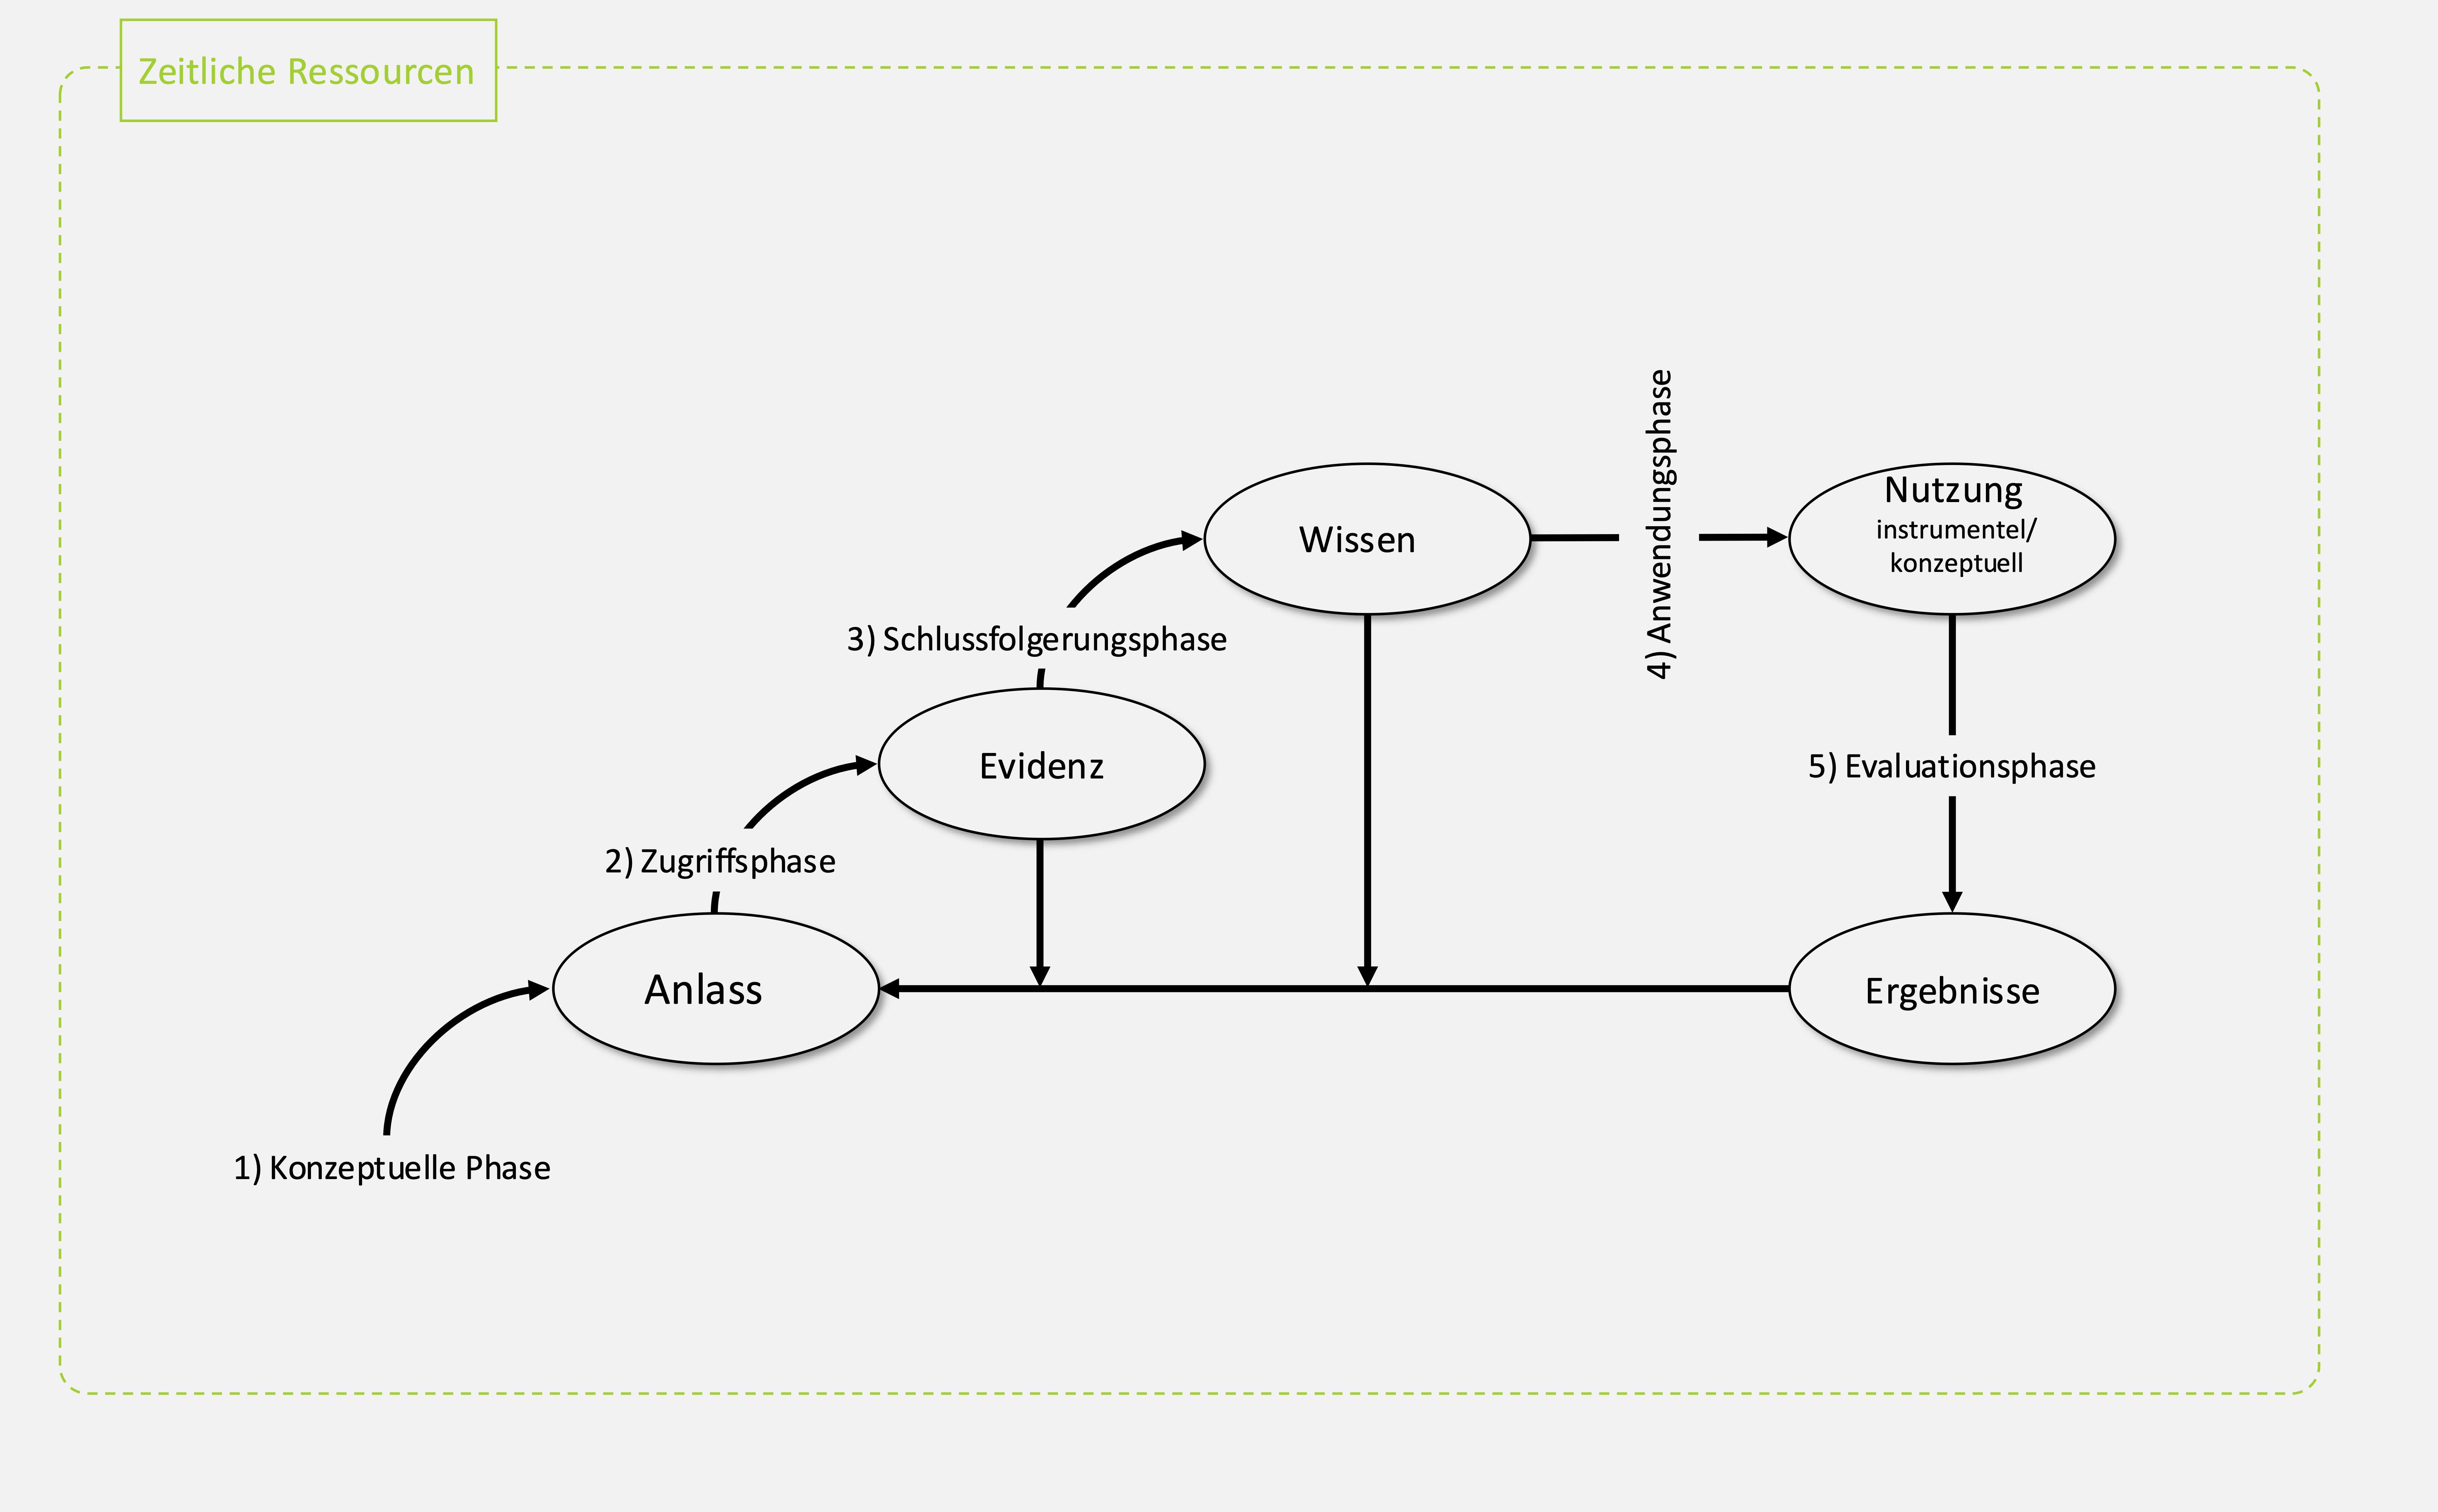 Zeitliche Ressourcen
4) Anwendungsphase
Wissen
Nutzung
instrumentel/
konzeptuell
3) Schlussfolgerungsphase
Evidenz
5) Evaluationsphase
2) Zugriffsphase
Anlass
Ergebnisse
1) Konzeptuelle Phase